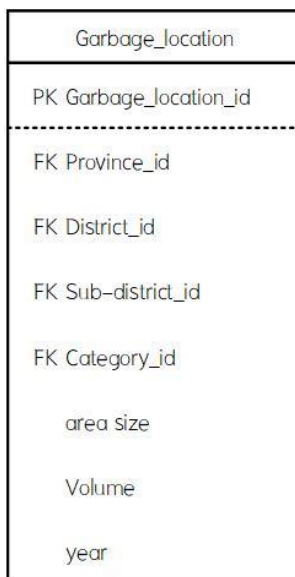 Garbage_location
PK Garbage_location_id
FK Province_id
FK District_id
FK Sub-district_id
FK Category_id
area size
Volume
year